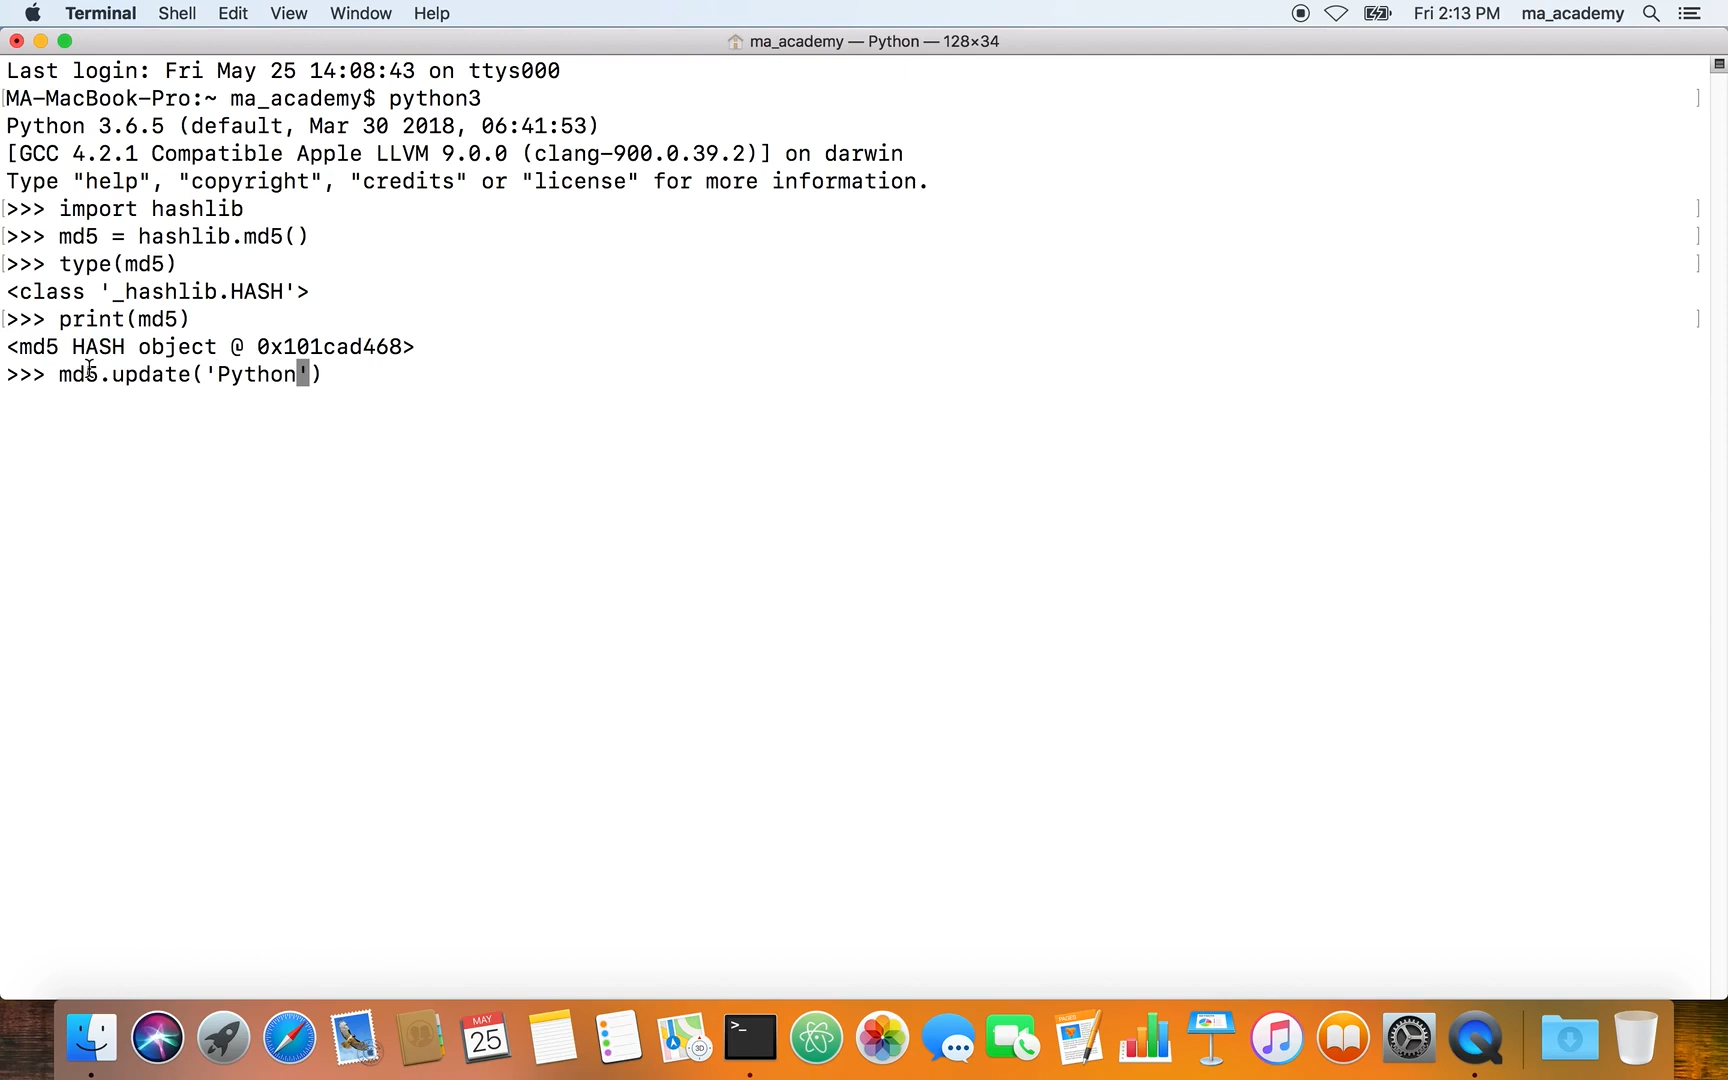 Terminal Shell Edit View Window Help Fri 2:13 PM ma_academy
ma_academy — Python — 128×34
Last login: Fri May 25 14:08:43 on ttys000
[MA-MacBook-Pro:~ ma_academy$ python3 ]
Python 3.6.5 (default, Mar 30 2018, 06:41:53)
[GCC 4.2.1 Compatible Apple LLVM 9.0.0 (clang-900.0.39.2)] on darwin
Type "help", "copyright", "credits" or "license" for more information.
[>>> import hashlib ]
[>>> md5 = hashlib.md5() ]
[>>> type(md5) ]
<class '_hashlib.HASH'>
[>>> print(md5) ]
<md5 HASH object @ 0x101cad468>
>>> md5.update('Python')
MAY
25
>_
3D
PAGES